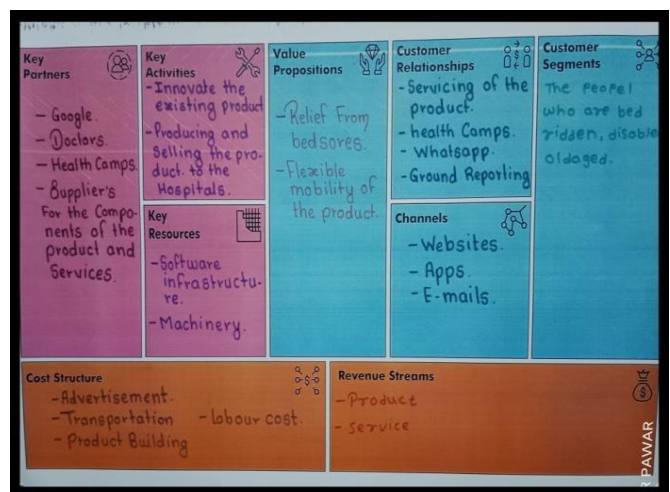 Key
Partners
- Google.
- Doctors.
- Health Camps.
- Supplier's
For the Compo-
nents of the
product and
Services.
Key
Activities
- Innovate the
existing product
- Producing and
Selling the pro-
duct. to the
Hospitals.
Key
Resources
- Software
infrastructu-
re.
- Machinery.
Value
Propositions
- Relief From
bedsores.
- Flexible
mobility of
the product.
Customer
Relationships
- Servicing of the
product.
- health Camps.
- Whatsapp.
- Ground Reporting
Channels
- Websites.
- Apps.
- E-mails.
Customer
Segments
The Peopel
who are bed
ridden, disable
oldaged.
Cost Structure
- Advertisement.
- Transportation - labour cost.
- Product Building
Revenue Streams
- Product
- service
R PAWAR